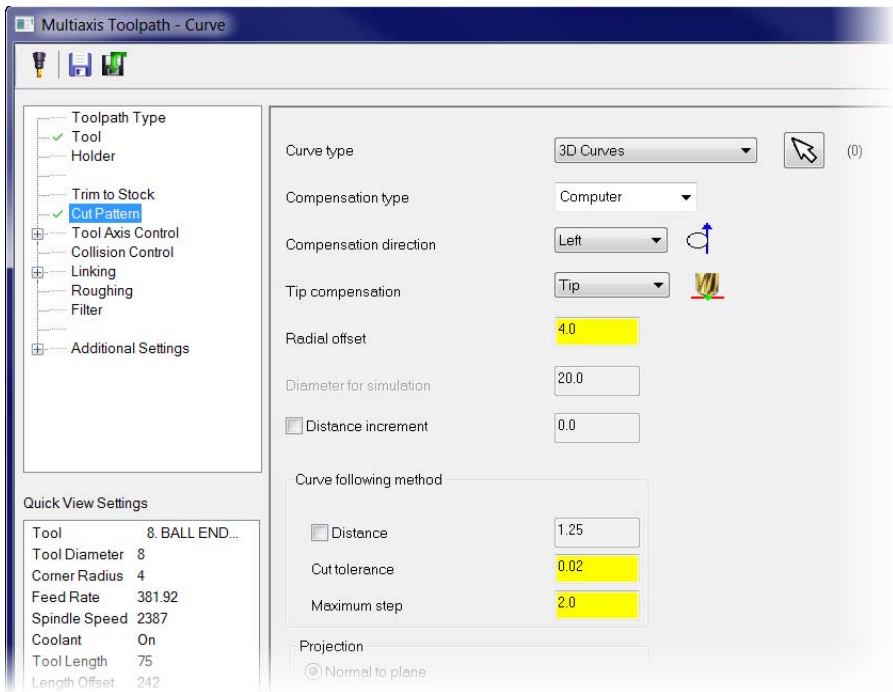 Multiaxis Toolpath - Curve
Toolpath Type
Tool
Holder
Trim to Stock
Cut Pattern
Tool Axis Control
Collision Control
Linking
Roughing
Filter
Additional Settings
Quick View Settings
Tool 8. BALL END...
Tool Diameter 8
Corner Radius 4
Feed Rate 381.92
Spindle Speed 2387
Coolant On
Tool Length 75
Length Offset 242
Curve type 3D Curves (0)
Compensation type Computer
Compensation direction Left
Tip compensation Tip
Radial offset 4.0
Diameter for simulation 20.0
Distance increment 0.0
Curve following method
Distance 1.25
Cut tolerance 0.02
Maximum step 2.0
Projection
Normal to plane